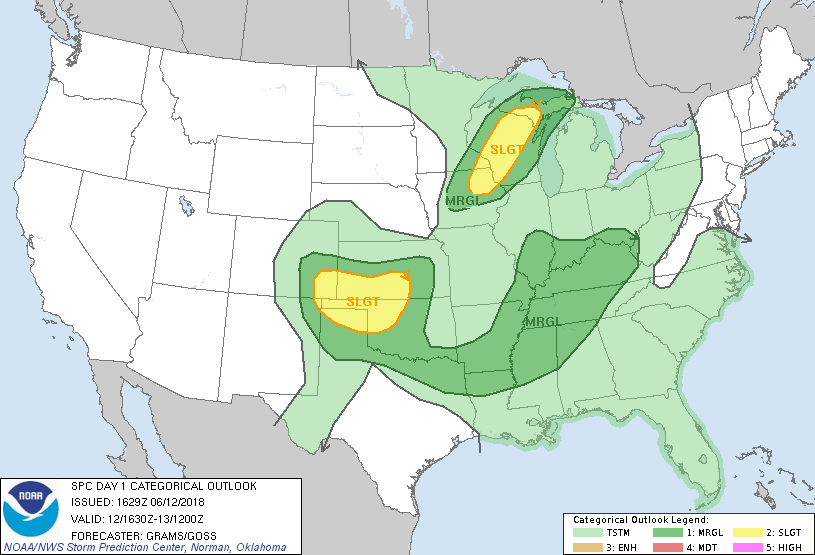 SLGT
MRGL
SLGT
MRGL
NOAA
SPC DAY 1 CATEGORICAL OUTLOOK
ISSUED: 1629Z 06/12/2018
VALID: 12/1630Z-13/1200Z
FORECASTER: GRAMS/GOSS
NOAA/NWS Storm Prediction Center, Norman, Oklahoma
Categorical Outlook Legend:
TSTM 1: MRGL 2: SLGT
3: ENH 4: MDT 5: HIGH